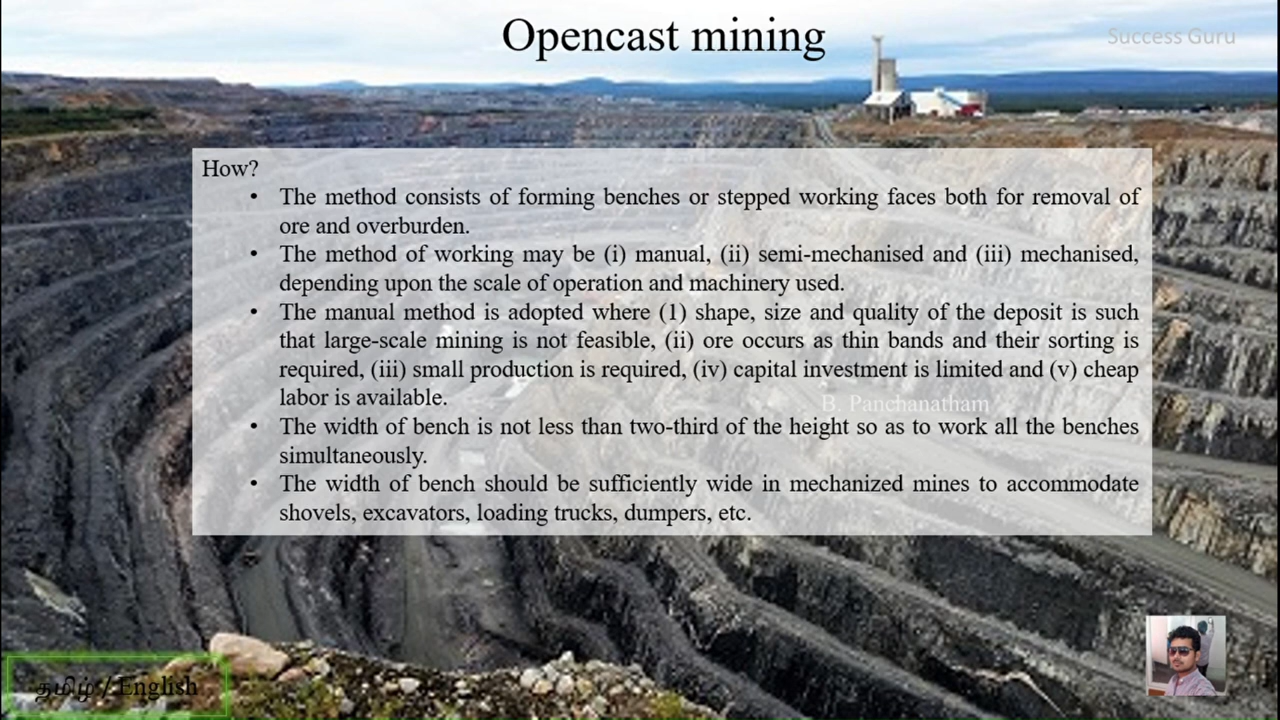 Opencast mining
Success Guru
How?
• The method consists of forming benches or stepped working faces both for removal of
ore and overburden.
• The method of working may be (i) manual, (ii) semi-mechanised and (iii) mechanised,
depending upon the scale of operation and machinery used.
• The manual method is adopted where (1) shape, size and quality of the deposit is such
that large-scale mining is not feasible, (ii) ore occurs as thin bands and their sorting is
required, (iii) small production is required, (iv) capital investment is limited and (v) cheap
labor is available.
B. Panchanatham
• The width of bench is not less than two-third of the height so as to work all the benches
simultaneously.
• The width of bench should be sufficiently wide in mechanized mines to accommodate
shovels, excavators, loading trucks, dumpers, etc.
தமிழ் / English